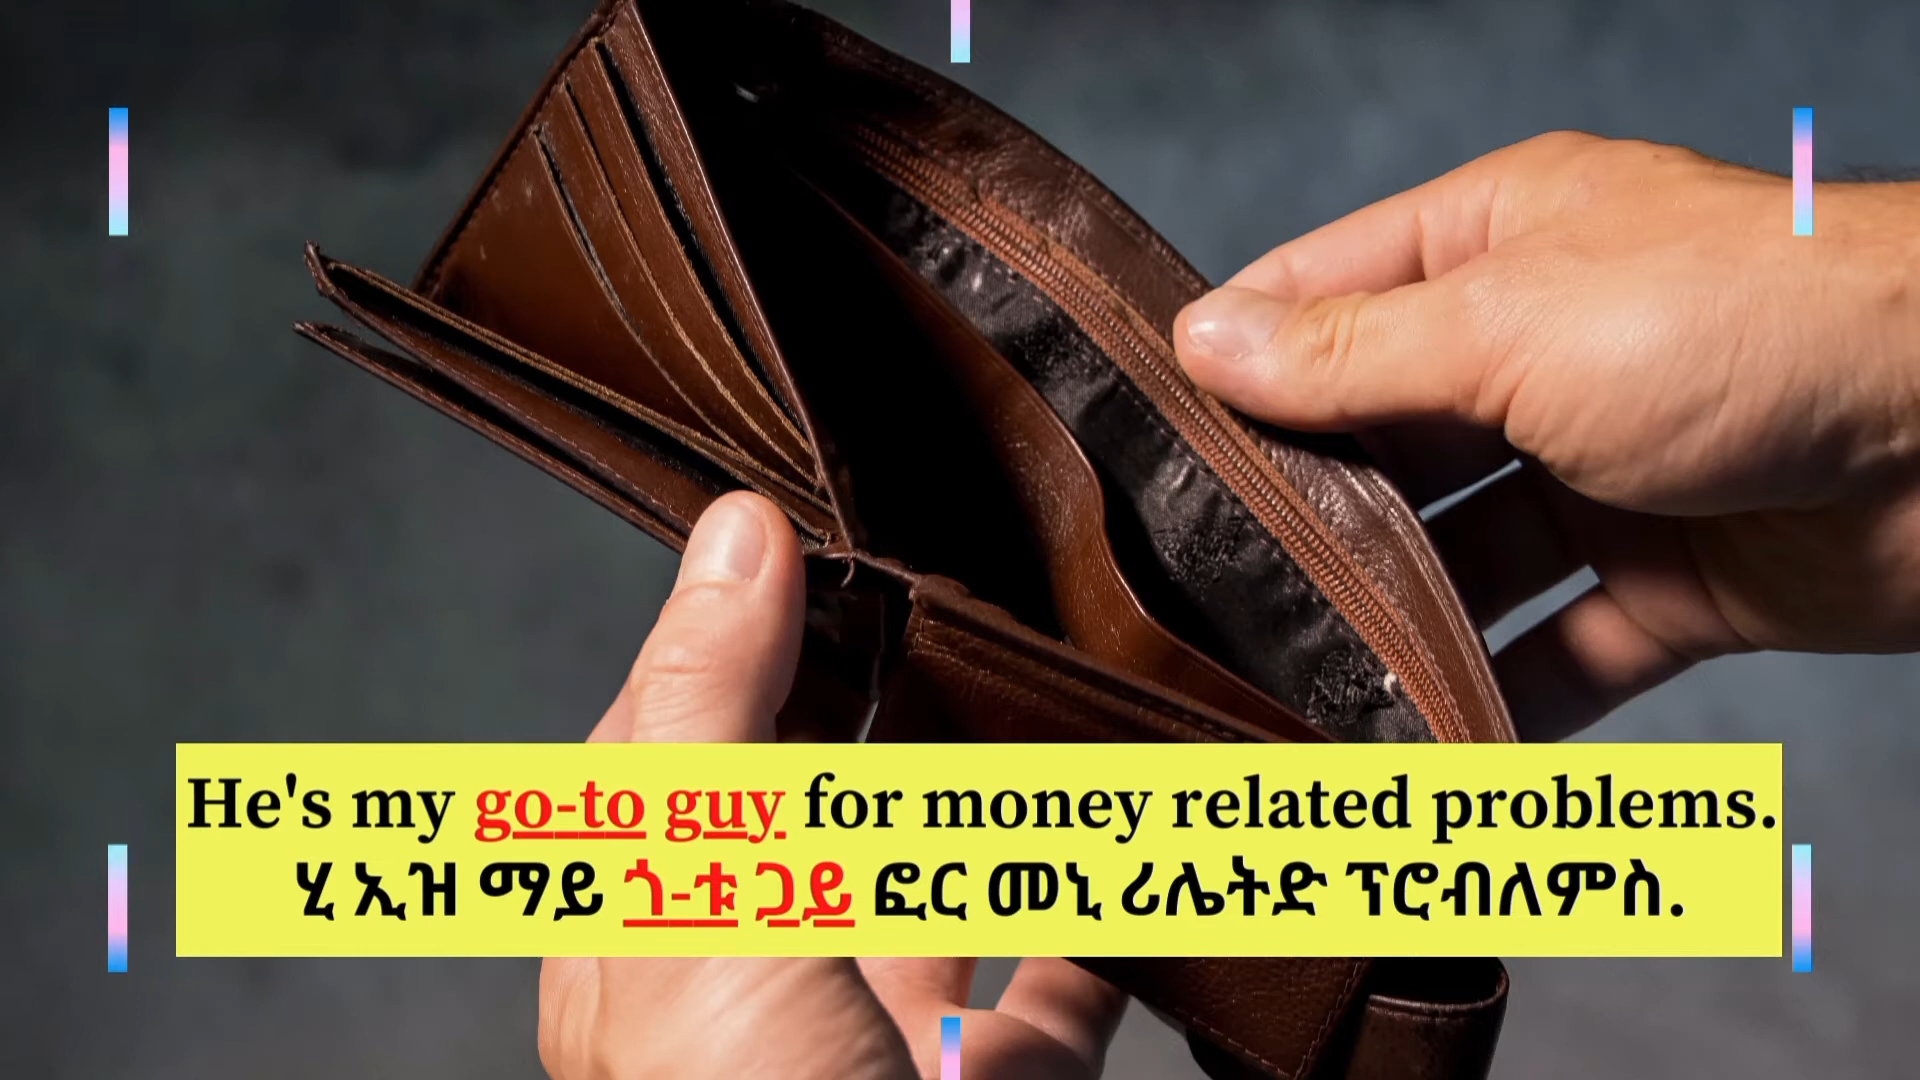 He's my go-to guy for money related problems.
ሂ ኢዝ ማይ ጎ-ቱ ጋይ ፎር መኒ ሪሌትድ ፕሮብለምስ.